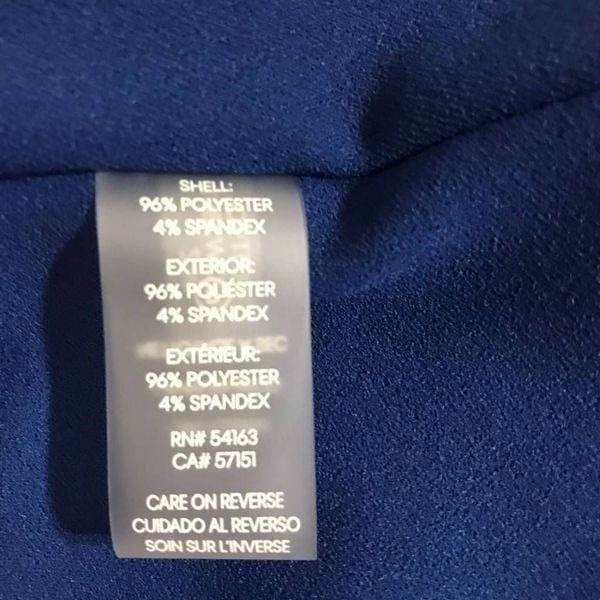 SHELL:
96% POLYESTER
4% SPANDEX
EXTERIOR:
96% POLIÉSTER
4% SPANDEX
EXTÉRIEUR:
96% POLYESTER
4% SPANDEX
RN# 54163
CA# 57151
CARE ON REVERSE
CUIDADO AL REVERSO
SOIN SUR L'INVERSE